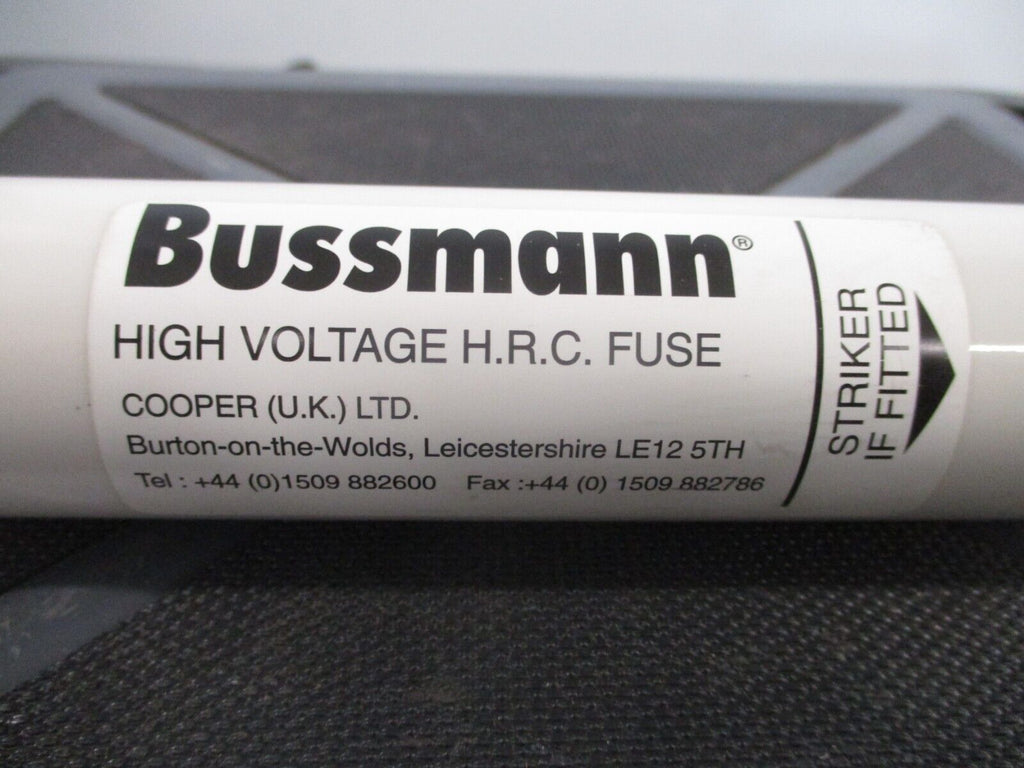 Bussmann®
HIGH VOLTAGE H.R.C. FUSE
COOPER (U.K.) LTD.
Burton-on-the-Wolds, Leicestershire LE12 5TH
Tel : +44 (0)1509 882600 Fax :+44 (0) 1509 882786
STRIKER
IF FITTED